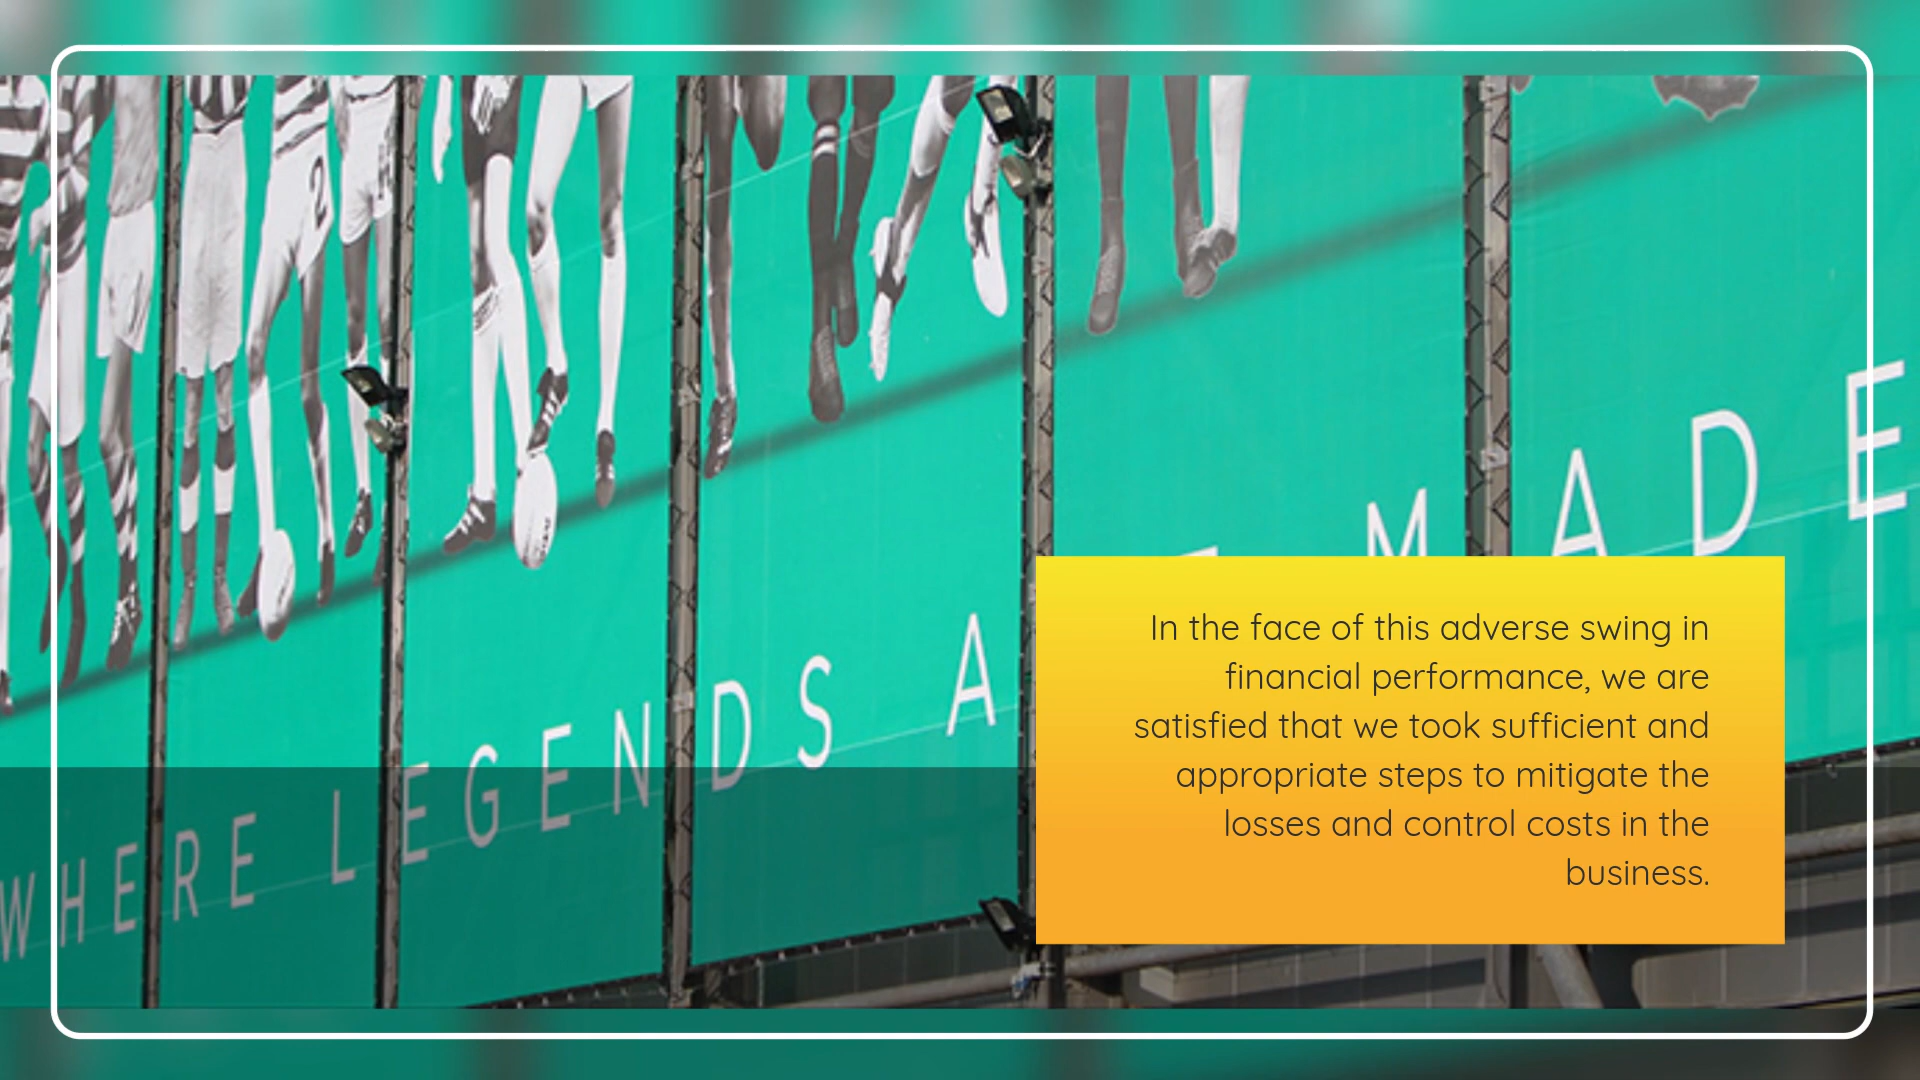 WHERE LEGENDS A MADE
2
In the face of this adverse swing in
financial performance, we are
satisfied that we took sufficient and
appropriate steps to mitigate the
losses and control costs in the
business.